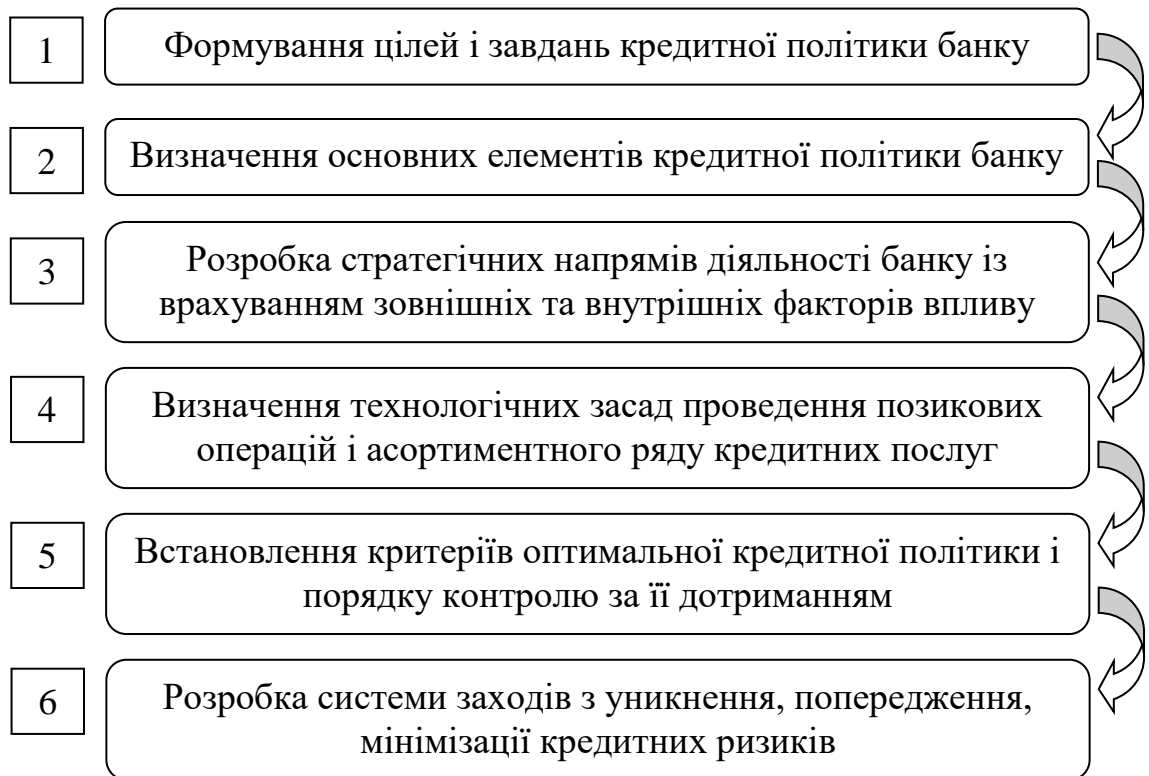 1
Формування цілей і завдань кредитної політики банку
2
Визначення основних елементів кредитної політики банку
3
Розробка стратегічних напрямів діяльності банку із
врахуванням зовнішніх та внутрішніх факторів впливу
4
Визначення технологічних засад проведення позикових
операцій і асортиментного ряду кредитних послуг
5
Встановлення критеріїв оптимальної кредитної політики і
порядку контролю за її дотриманням
6
Розробка системи заходів з уникнення, попередження,
мінімізації кредитних ризиків